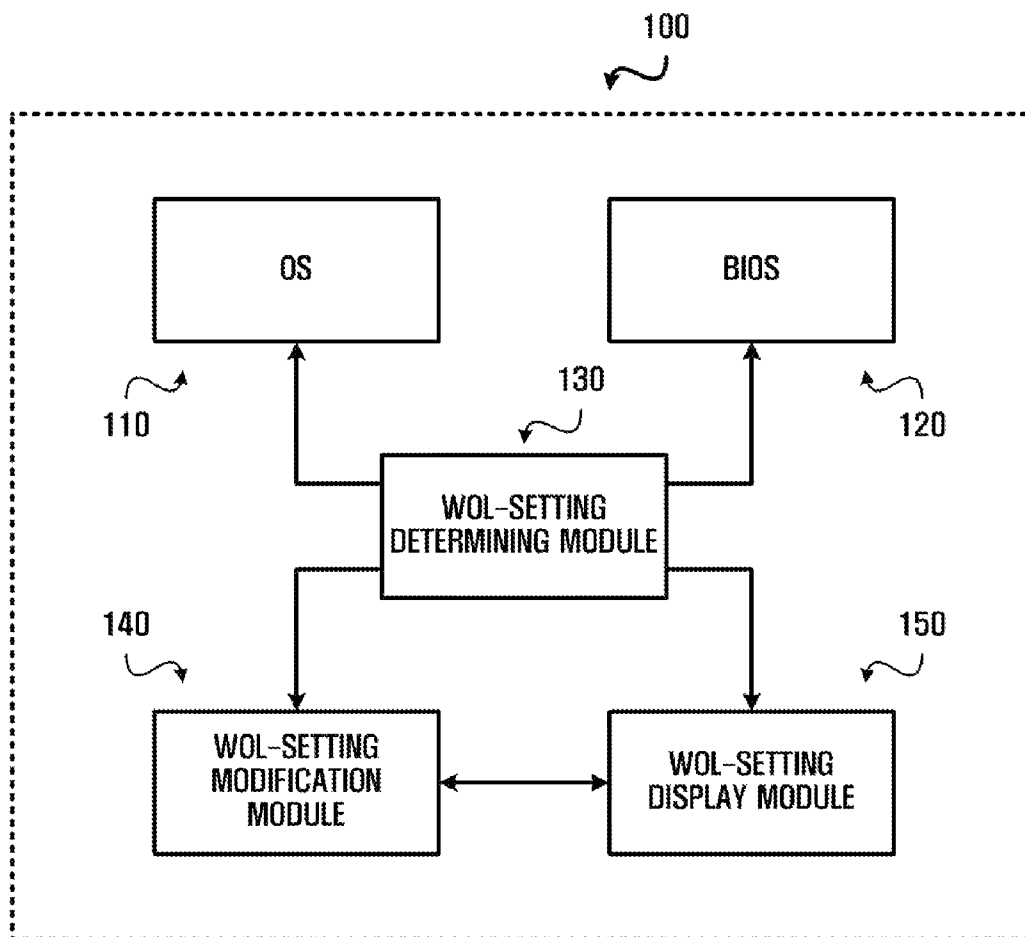 100
OS
BIOS
110
130
120
WOL-SETTING
DETERMINING MODULE
140
150
WOL-SETTING
MODIFICATION
MODULE
WOL-SETTING
DISPLAY MODULE